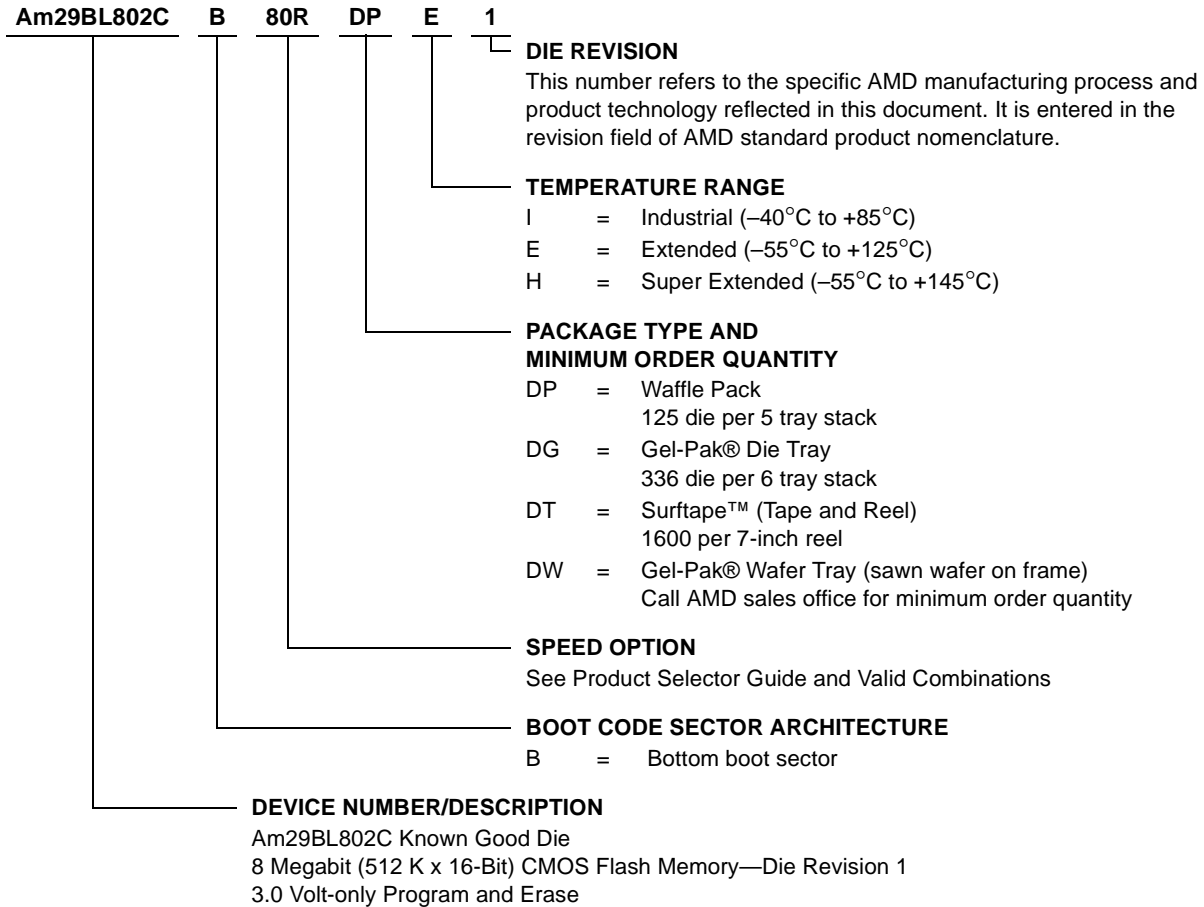 Am29BL802C B 80R DP E 1
DIE REVISION
This number refers to the specific AMD manufacturing process and
product technology reflected in this document. It is entered in the
revision field of AMD standard product nomenclature.
TEMPERATURE RANGE
I = Industrial (–40°C to +85°C)
E = Extended (–55°C to +125°C)
H = Super Extended (–55°C to +145°C)
PACKAGE TYPE AND
MINIMUM ORDER QUANTITY
DP = Waffle Pack
125 die per 5 tray stack
DG = Gel-Pak® Die Tray
336 die per 6 tray stack
DT = Surftape™ (Tape and Reel)
1600 per 7-inch reel
DW = Gel-Pak® Wafer Tray (sawn wafer on frame)
Call AMD sales office for minimum order quantity
SPEED OPTION
See Product Selector Guide and Valid Combinations
BOOT CODE SECTOR ARCHITECTURE
B = Bottom boot sector
DEVICE NUMBER/DESCRIPTION
Am29BL802C Known Good Die
8 Megabit (512 K x 16-Bit) CMOS Flash Memory—Die Revision 1
3.0 Volt-only Program and Erase